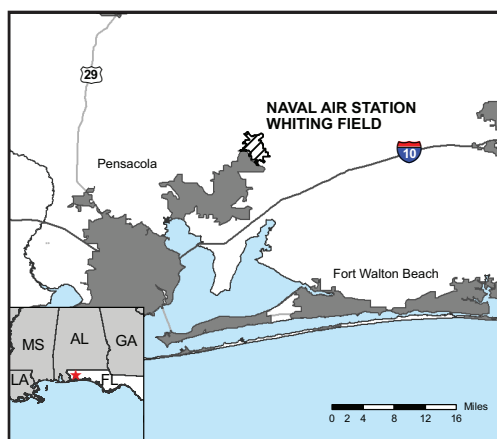 29
NAVAL AIR STATION
WHITING FIELD
10
Pensacola
Fort Walton Beach
MS
AL
GA
LA
FL
Miles
0 2 4 8 12 16